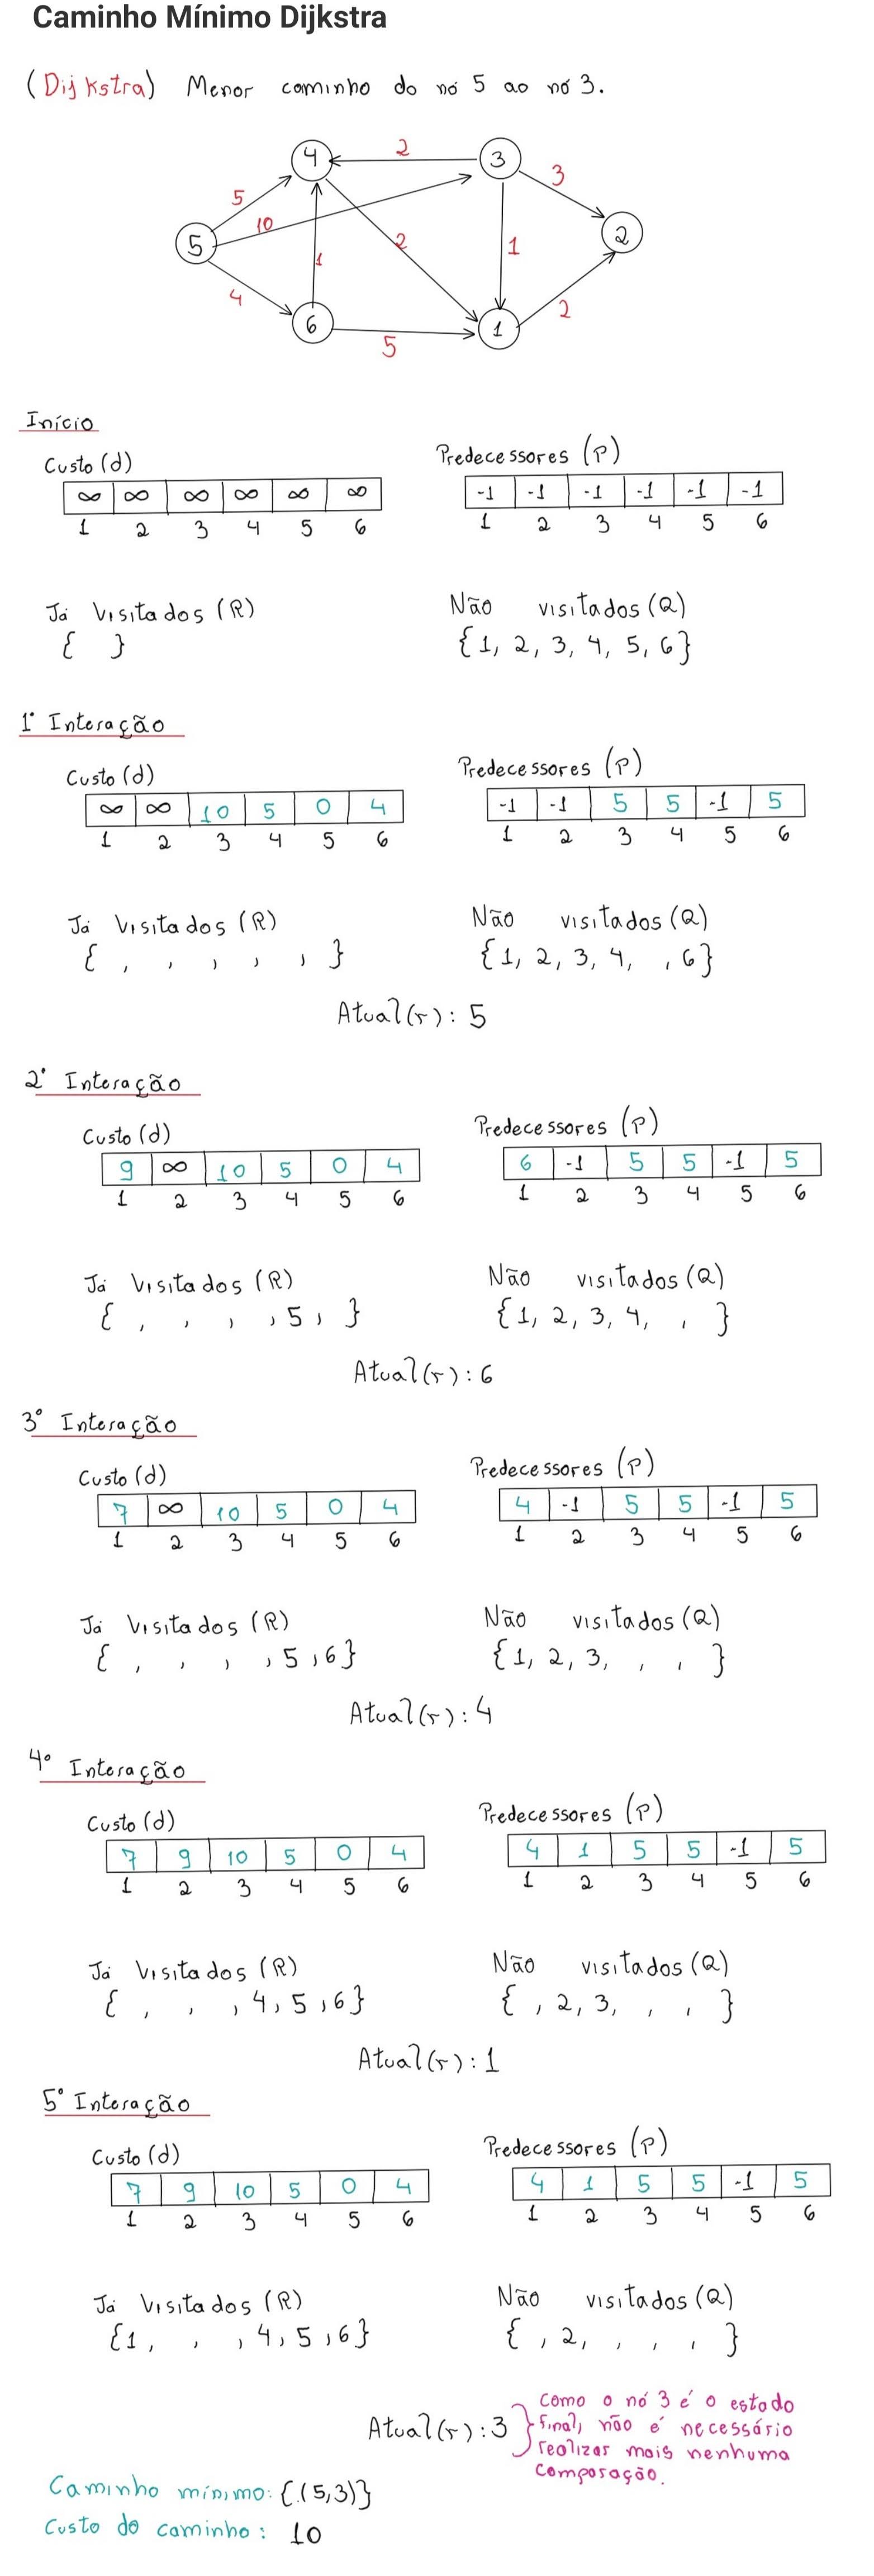 Caminho Mínimo Dijkstra
(Dijkstra) Menor caminho do nó 5 ao nó 3.
4 2 3 3
5 10
5 2 1 2
4 1
6 5 1 2
Início
Custo (d) Predecessores (P)
∞ ∞ ∞ ∞ ∞ ∞ -1 -1 -1 -1 -1 -1
1 2 3 4 5 6 1 2 3 4 5 6
Já Visitados (R) Não visitados (Q)
{ } {1, 2, 3, 4, 5, 6}
1° Interação
Custo (d) Predecessores (P)
∞ ∞ 10 5 0 4 -1 -1 5 5 -1 5
1 2 3 4 5 6 1 2 3 4 5 6
Já Visitados (R) Não visitados (Q)
{ , , , , , } {1, 2, 3, 4, , 6}
Atual (r): 5
2° Interação
Custo (d) Predecessores (P)
9 ∞ 10 5 0 4 6 -1 5 5 -1 5
1 2 3 4 5 6 1 2 3 4 5 6
Já Visitados (R) Não visitados (Q)
{ , , , , 5, } {1, 2, 3, 4, , }
Atual (r): 6
3° Interação
Custo (d) Predecessores (P)
7 ∞ 10 5 0 4 4 -1 5 5 -1 5
1 2 3 4 5 6 1 2 3 4 5 6
Já Visitados (R) Não visitados (Q)
{ , , , , 5, 6} {1, 2, 3, , , }
Atual (r): 4
4° Interação
Custo (d) Predecessores (P)
7 9 10 5 0 4 4 1 5 5 -1 5
1 2 3 4 5 6 1 2 3 4 5 6
Já Visitados (R) Não visitados (Q)
{ , , , 4, 5, 6} { , 2, 3, , , }
Atual (r): 1
5° Interação
Custo (d) Predecessores (P)
7 9 10 5 0 4 4 1 5 5 -1 5
1 2 3 4 5 6 1 2 3 4 5 6
Já Visitados (R) Não visitados (Q)
{1, , , 4, 5, 6} { , 2, , , , }
Atual (r): 3 } Como o nó 3 é o estado
final, não é necessário
realizar mais nenhuma
comparação.
Caminho mínimo: {(5,3)}
Custo do caminho: 10